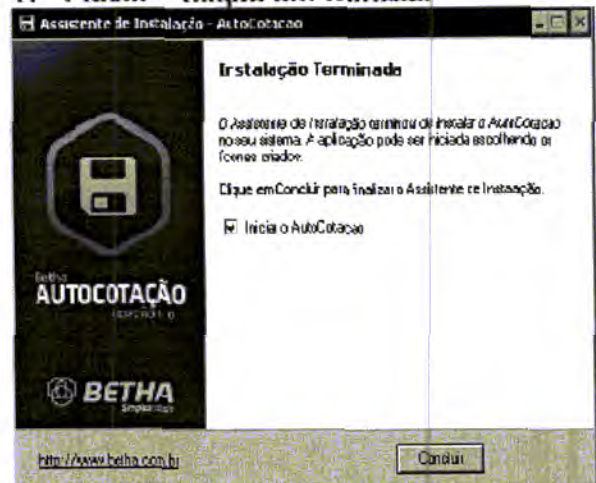 Assistente de Instalação - AutoCotacao
Instalação Terminada
O Assistente de Instalação terminou de instalar o AutoCotacao
no seu sistema. A aplicação pode ser iniciada escolhendo os
ícones criados.
Clique em Concluir para finalizar o Assistente de Instalação.
Iniciar o AutoCotacao
Betha
AUTOCOTAÇÃO
BETHA
http://www.betha.com.br
Concluir